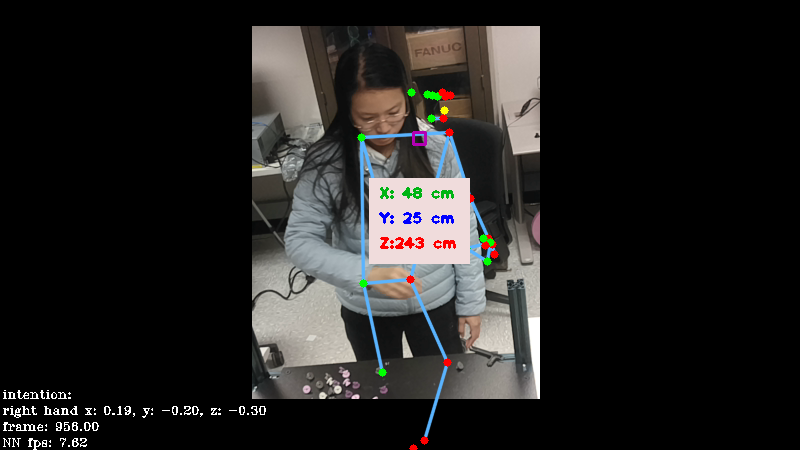 FANUC
X: 48 cm
Y: 25 cm
Z:243 cm
intention:
right hand x: 0.19, y: -0.20, z: -0.30
frame: 956.00
NN fps: 7.62